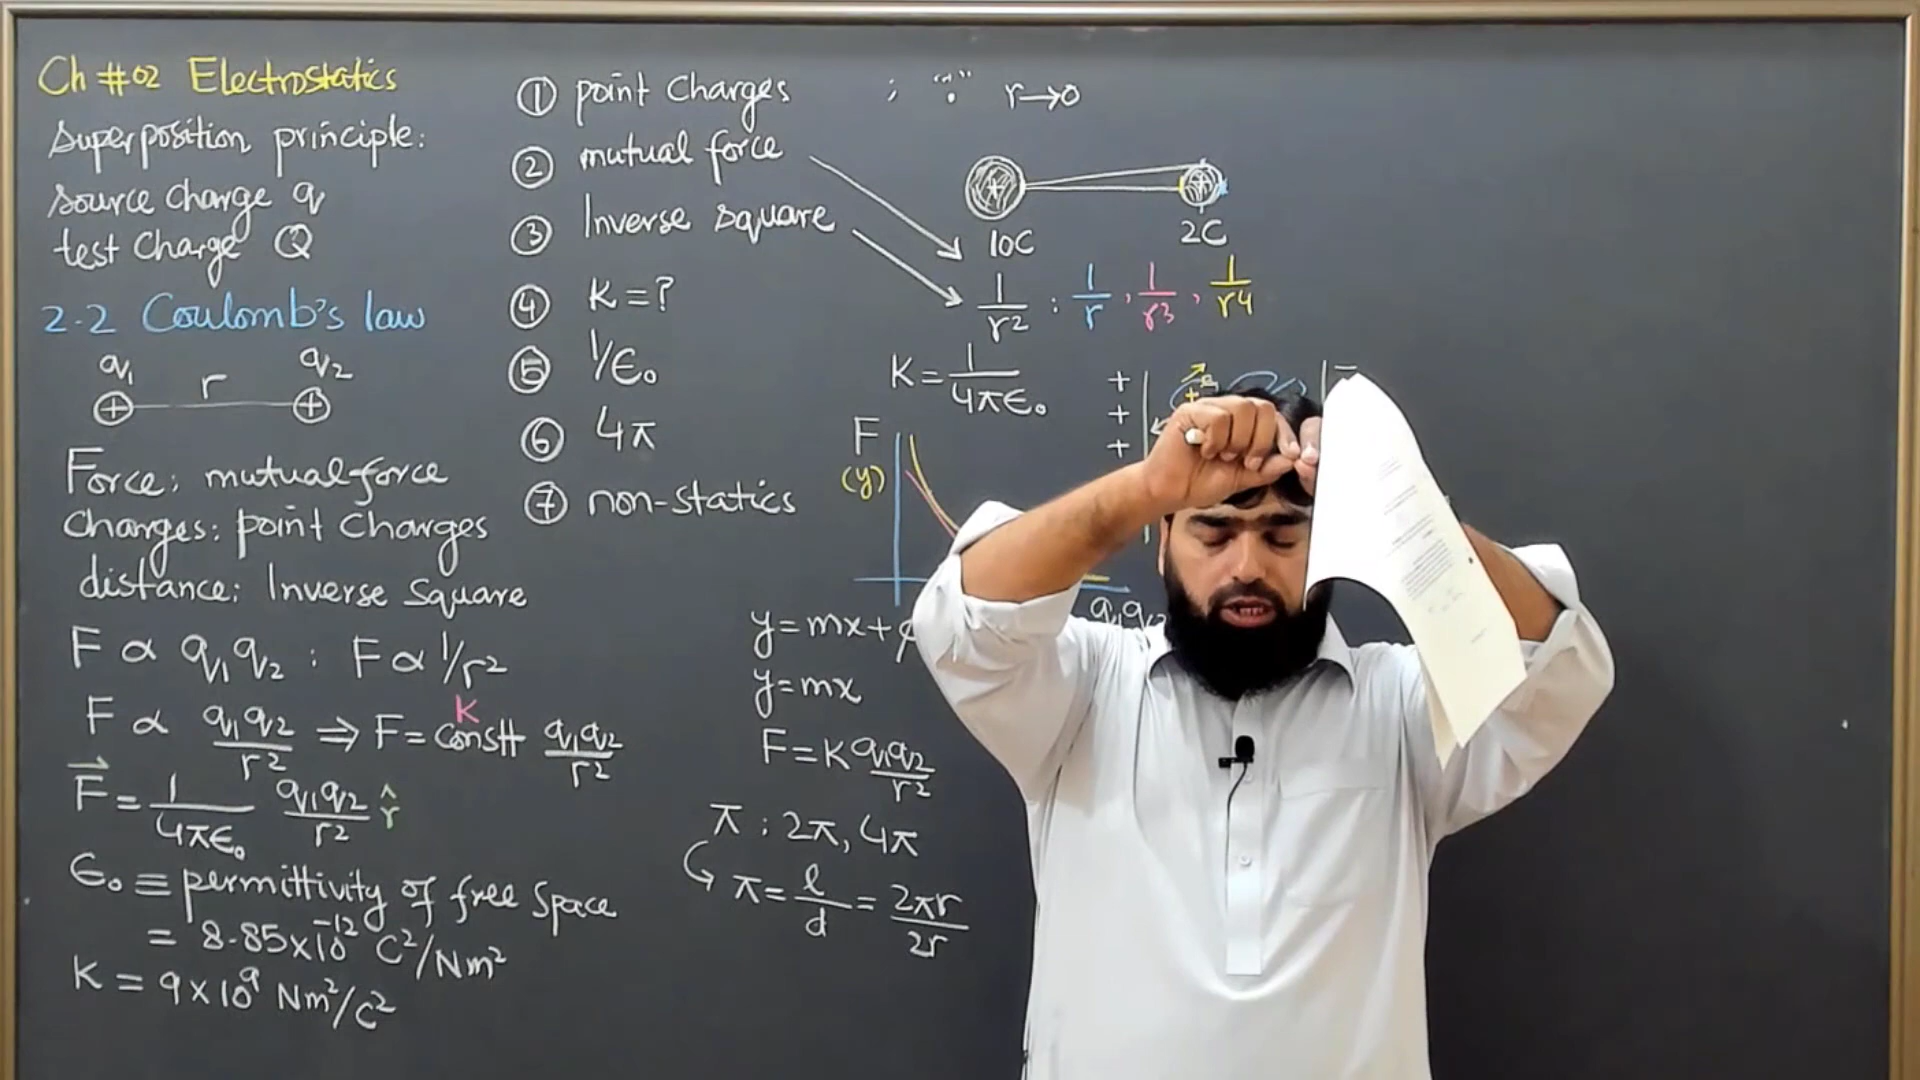 Ch #02 Electrostatics
superposition principle:
source charge q
test charge Q
2.2 Coulomb's law
q1 r q2
+ +
Force: mutual force
Charges: point Charges
distance: Inverse Square
F ∝ q1q2 : F ∝ 1/r²
F ∝ q1q2/r² ⇒ F = constt q1q2/r²
K
F⃗ = 1/4πϵ₀ q1q2/r² r̂
ϵ₀ ≡ permittivity of free space
= 8.85×10⁻¹² C²/Nm²
K = 9×10⁹ Nm²/C²
① point Charges
② mutual force
③ Inverse square
④ K = ?
⑤ 1/ϵ₀
⑥ 4π
⑦ non-statics
; r→0
10C 2C
1/r² : 1/r , 1/r3 , 1/r4
K = 1/4πϵ₀
+
+
+
F
(y)
q1q2
y = mx +
y = mx
F = K q1q2/r²
π : 2π, 4π
π = l/d = 2πr/2r